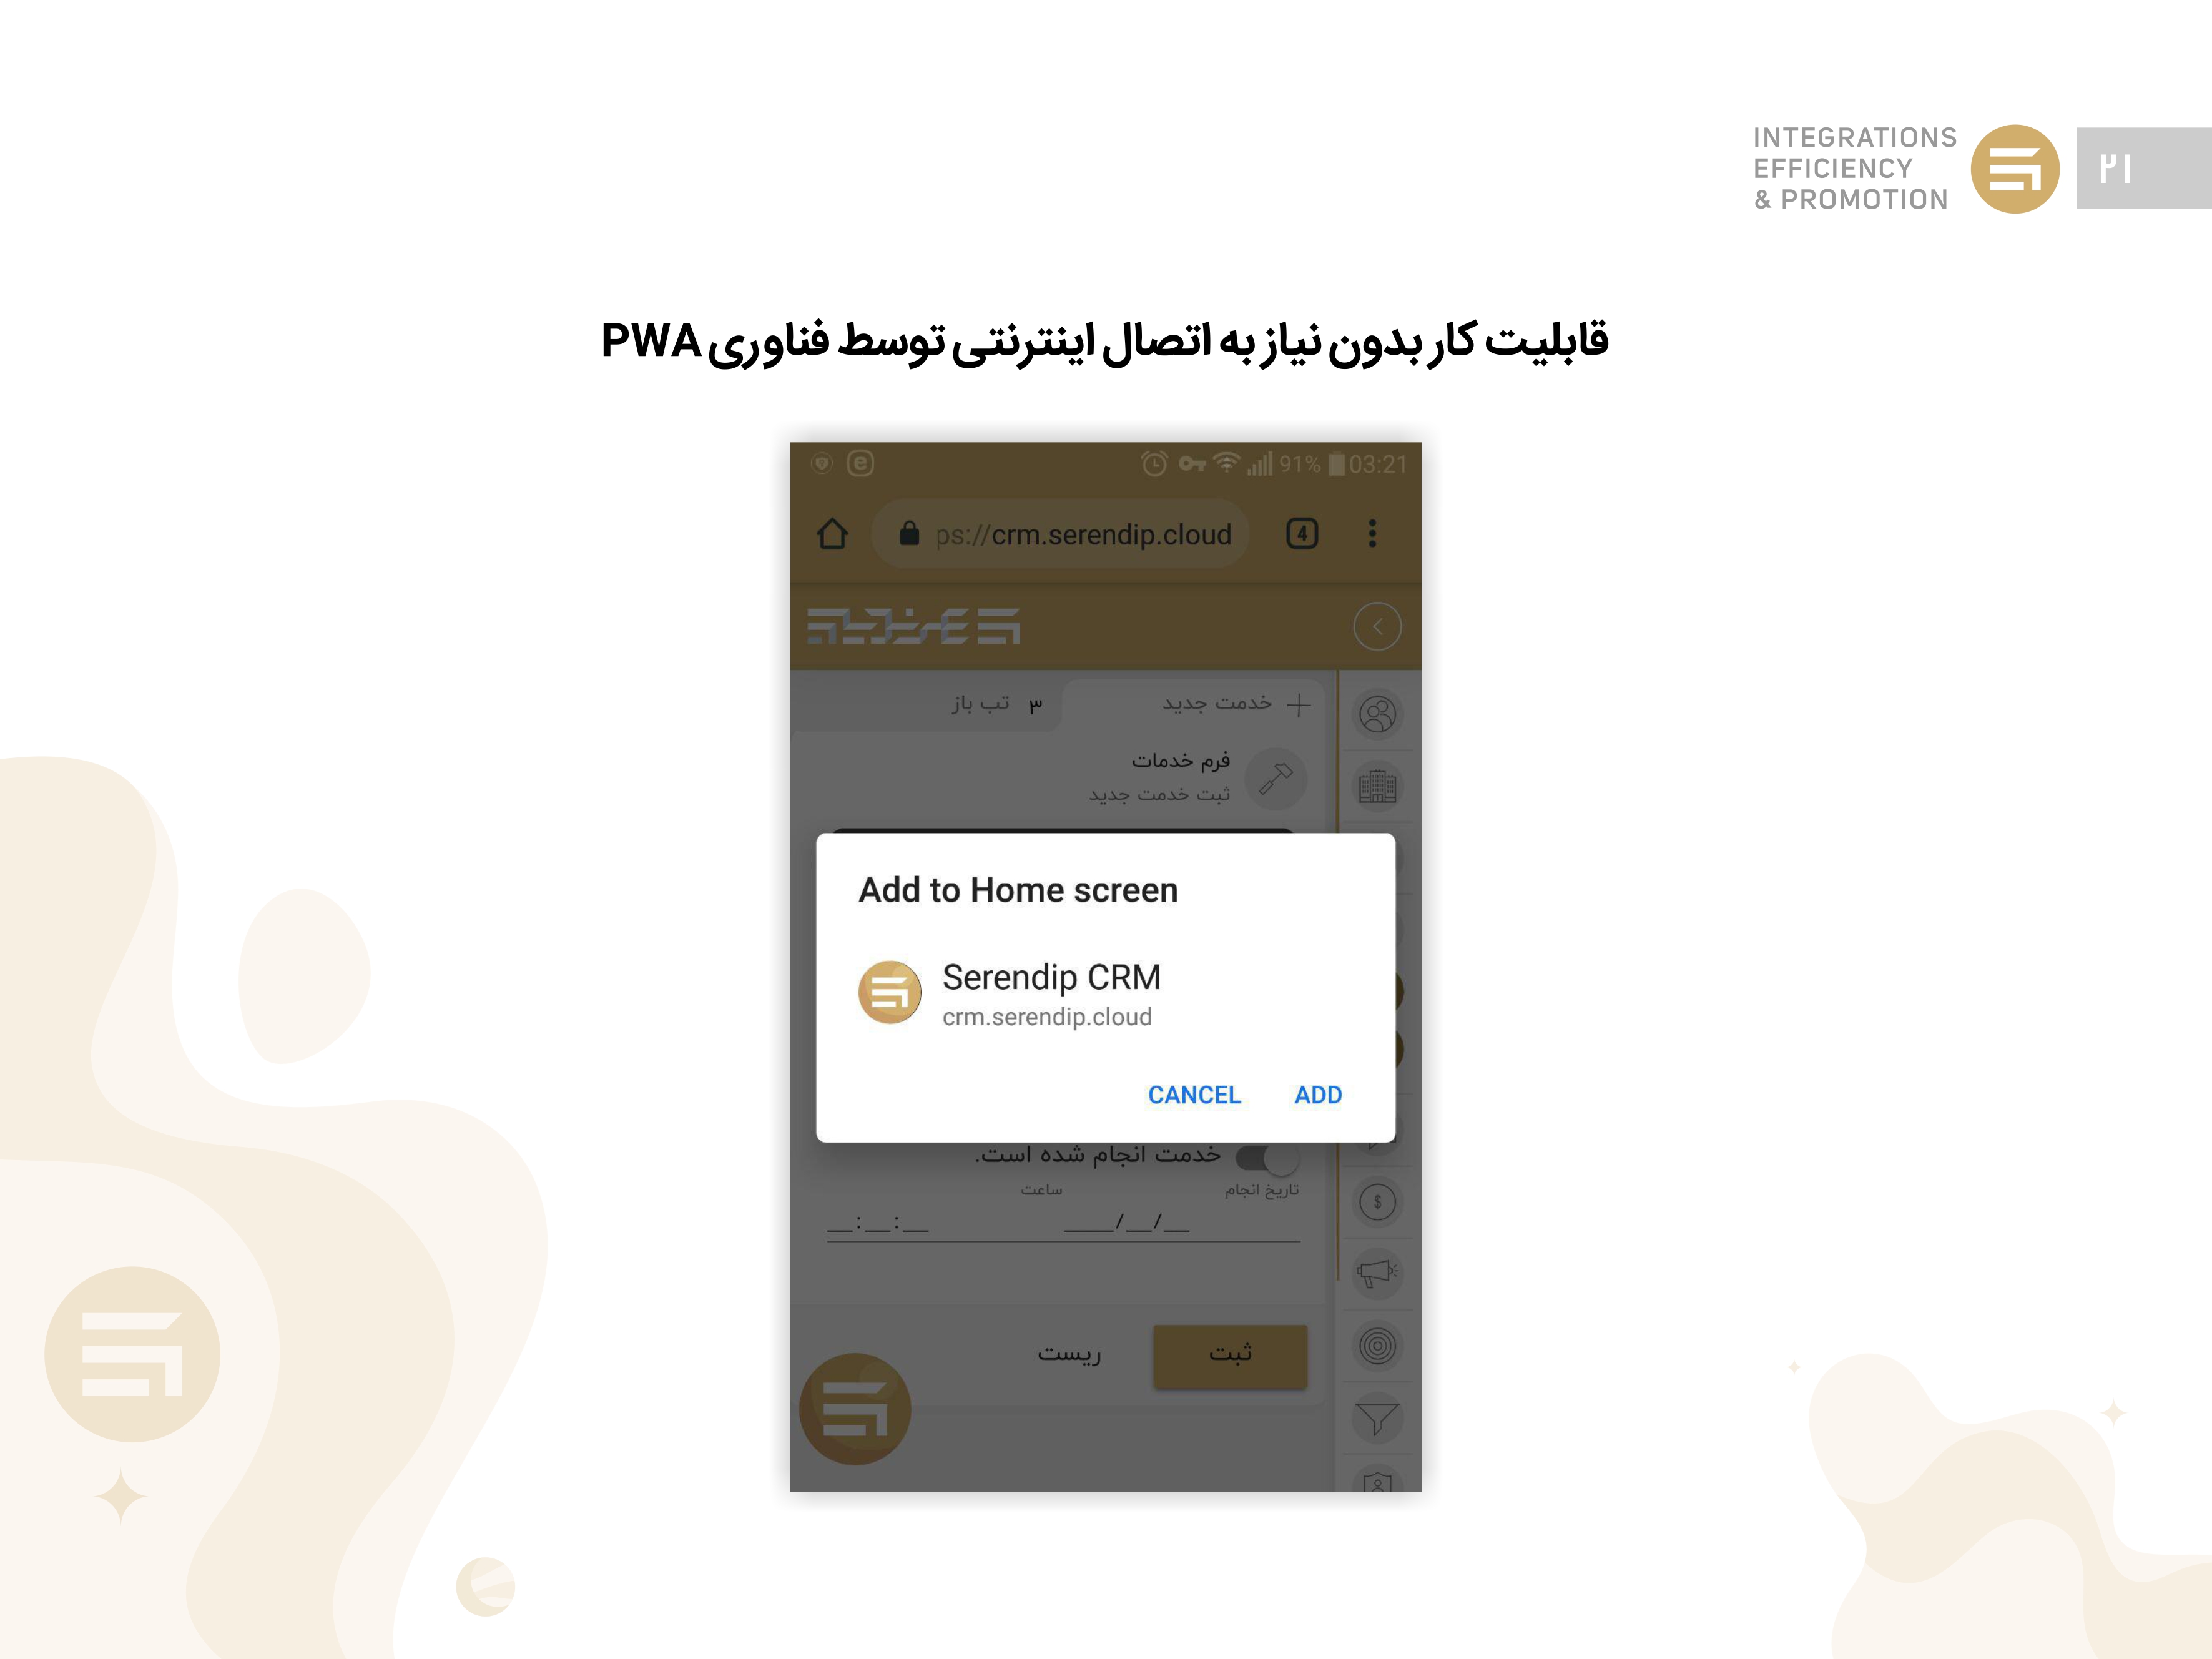 INTEGRATIONS
EFFICIENCY
& PROMOTION
۲۱
قابلیت کار بدون نیاز به اتصال اینترنتی توسط فناوری PWA
91% 03:21
ps://crm.serendip.cloud
4
سرندیپ
خدمت جدید
۳ تب باز
فرم خدمات
ثبت خدمت جدید
Add to Home screen
Serendip CRM
crm.serendip.cloud
CANCEL ADD
خدمت انجام شده است.
تاریخ انجام
ساعت
____/__/__
__:__:__
ثبت
ریست